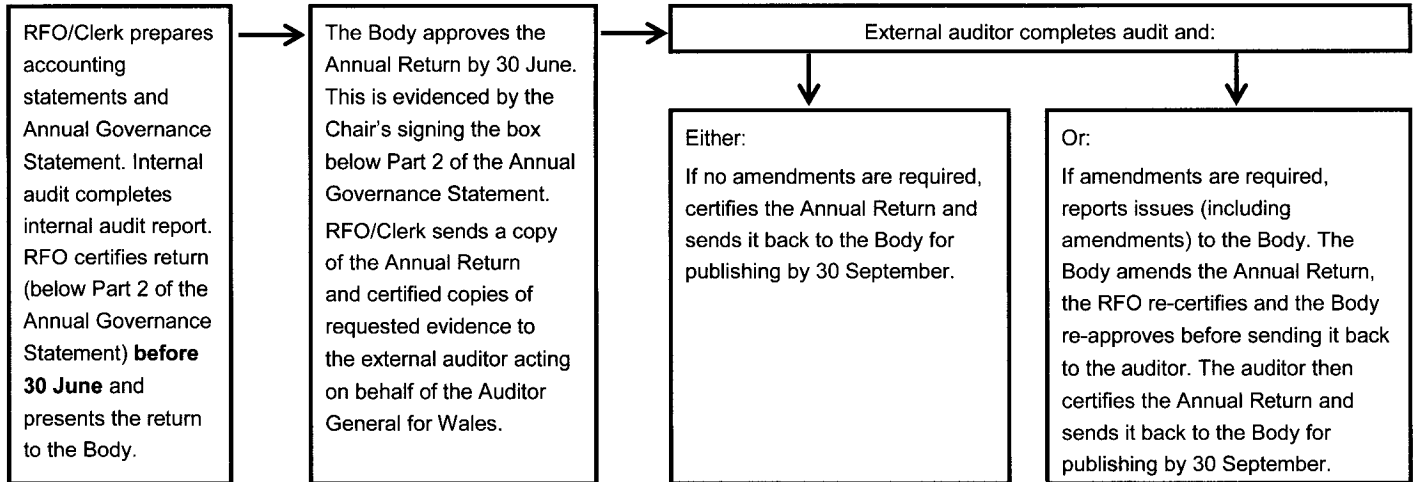 RFO/Clerk prepares
accounting
statements and
Annual Governance
Statement. Internal
audit completes
internal audit report.
RFO certifies return
(below Part 2 of the
Annual Governance
Statement) before
30 June and
presents the return
to the Body.
The Body approves the
Annual Return by 30 June.
This is evidenced by the
Chair's signing the box
below Part 2 of the Annual
Governance Statement.
RFO/Clerk sends a copy
of the Annual Return
and certified copies of
requested evidence to
the external auditor acting
on behalf of the Auditor
General for Wales.
External auditor completes audit and:
Either:
If no amendments are required,
certifies the Annual Return and
sends it back to the Body for
publishing by 30 September.
Or:
If amendments are required,
reports issues (including
amendments) to the Body. The
Body amends the Annual Return,
the RFO re-certifies and the Body
re-approves before sending it back
to the auditor. The auditor then
certifies the Annual Return and
sends it back to the Body for
publishing by 30 September.